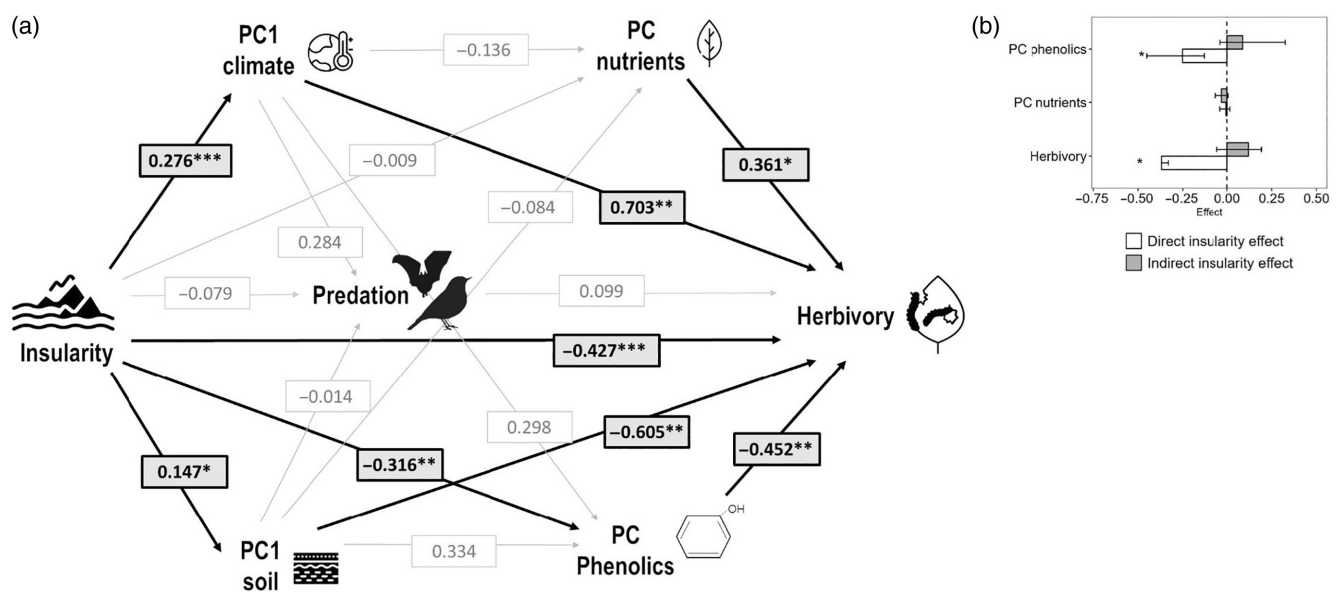 (a)
PC1
climate
−0.136
PC
nutrients
0.276***
−0.009
0.361*
0.703**
−0.084
0.284
−0.079
Predation
0.099
Herbivory
Insularity
−0.427***
−0.014
0.298
−0.605**
−0.452**
0.147*
−0.316**
OH
PC1
soil
0.334
PC
Phenolics
(b)
PC phenolics
*
PC nutrients
Herbivory
*
−0.75 −0.50 −0.25 0.00 0.25 0.50
Effect
Direct insularity effect
Indirect insularity effect